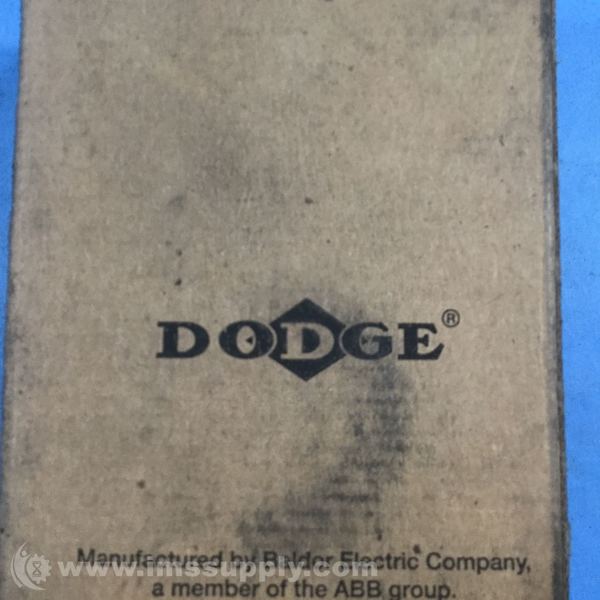 DODGE®
Manufactured by Baldor Electric Company,
www.imssupply.com
a member of the ABB group.